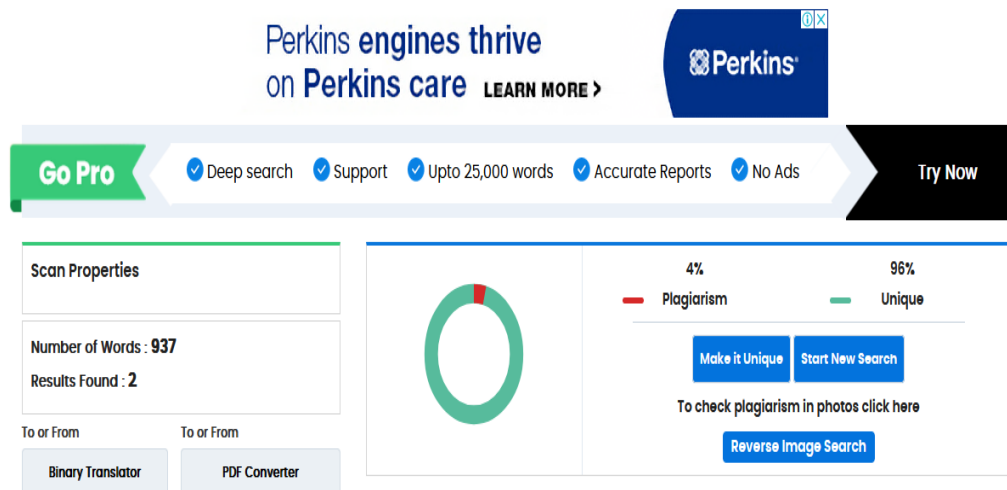 Perkins engines thrive
on Perkins care LEARN MORE >
Perkins
Go Pro
Deep search
Support
Upto 25,000 words
Accurate Reports
No Ads
Try Now
Scan Properties
Number of Words : 937
Results Found : 2
To or From
To or From
Binary Translator
PDF Converter
4%
96%
Plagiarism
Unique
Make it Unique
Start New Search
To check plagiarism in photos click here
Reverse Image Search